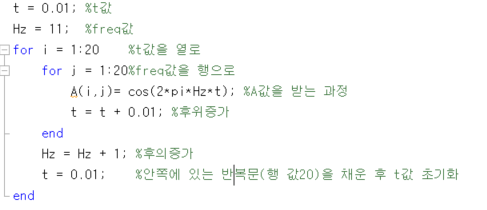 t = 0.01; %t값
Hz = 11;  %freq값
for i = 1:20   %t값을 열로
    for j = 1:20%freq값을 행으로
        A(i,j)= cos(2*pi*Hz*t); %A값을 받는 과정
        t = t + 0.01; %후위증가
    end
    Hz = Hz + 1; %후의증가
    t = 0.01;   %안쪽에 있는 반복문(행 값20)을 채운 후 t값 초기화
end